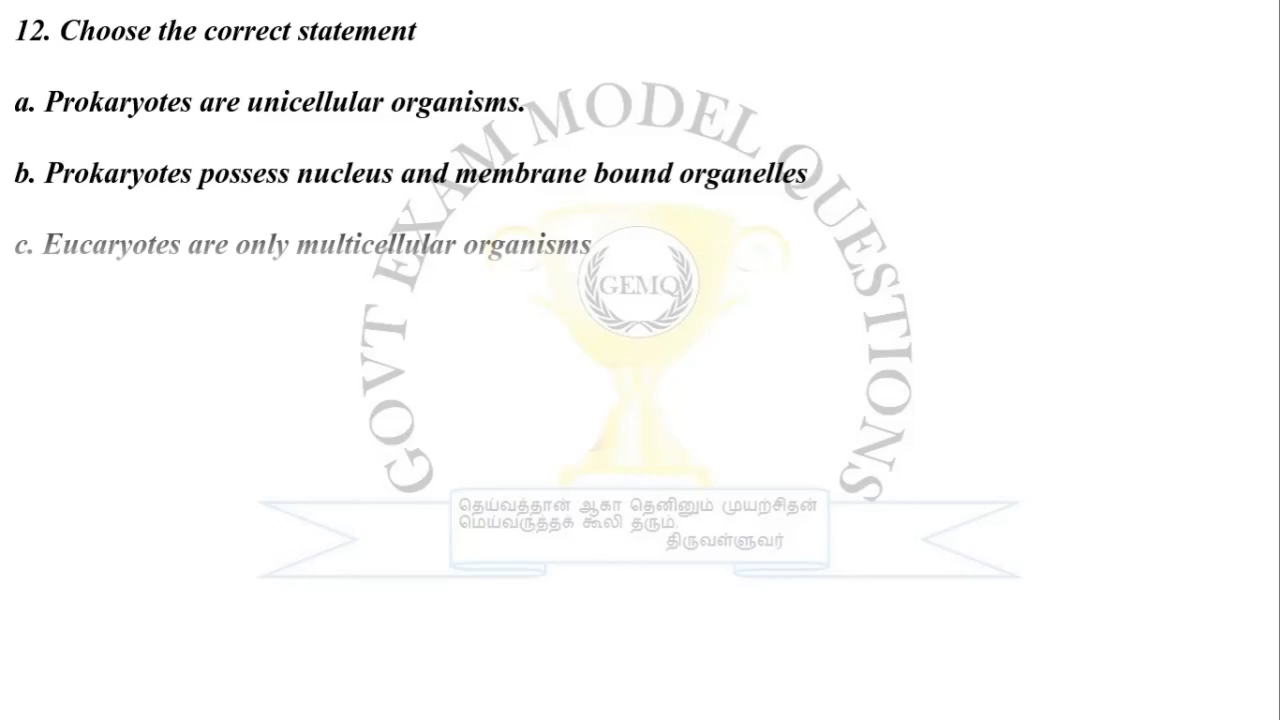 12. Choose the correct statement
a. Prokaryotes are unicellular organisms.
b. Prokaryotes possess nucleus and membrane bound organelles
c. Eucaryotes are only multicellular organisms
GOVT EXAM MODEL QUESTIONS
GEMQ
தெய்வத்தான் ஆகா தெனினும் முயற்சிதன்
மெய்வருத்தக் கூலி தரும்.
திருவள்ளுவர்